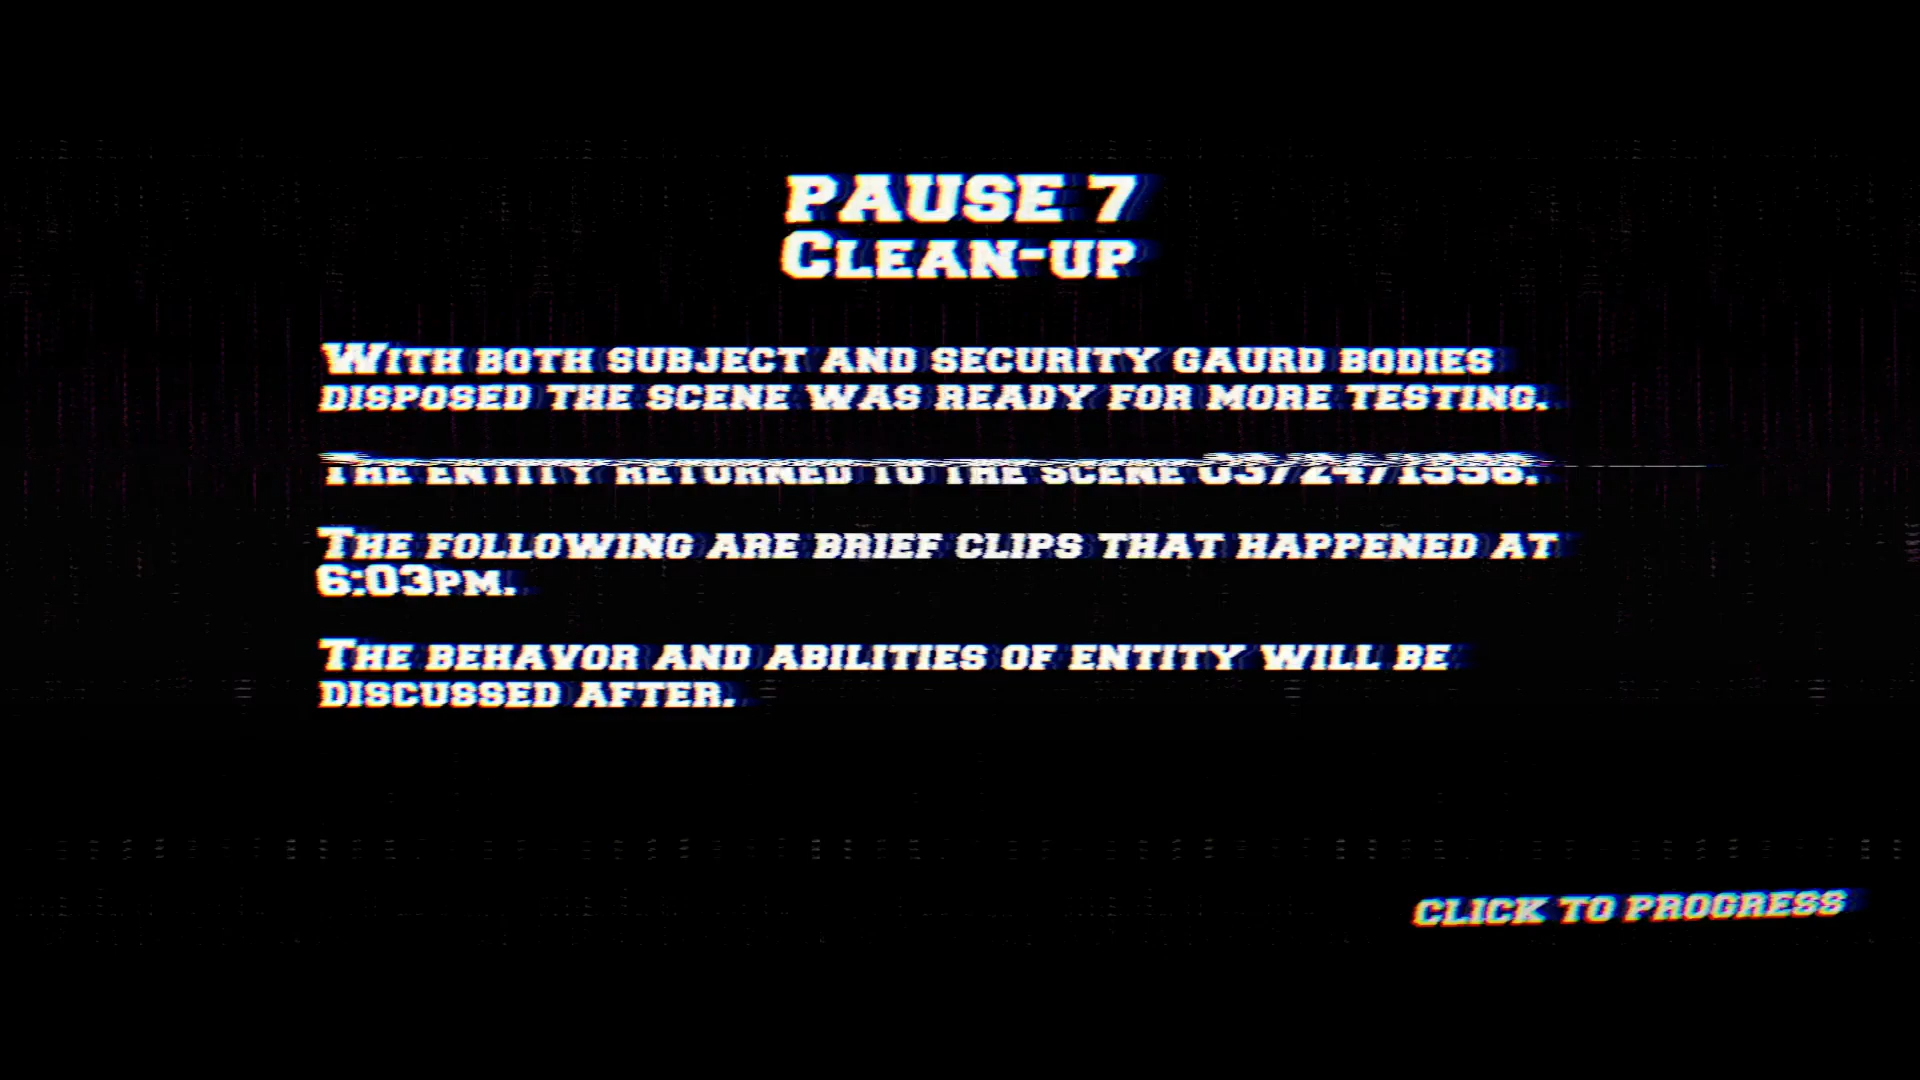 PAUSE 7
CLEAN-UP
WITH BOTH SUBJECT AND SECURITY GAURD BODIES
DISPOSED THE SCENE WAS READY FOR MORE TESTING.
THE ENTITY RETURNED TO THE SCENE
THE FOLLOWING ARE BRIEF CLIPS THAT HAPPENED AT
6:03PM.
THE BEHAVOR AND ABILITIES OF ENTITY WILL BE
DISCUSSED AFTER.
CLICK TO PROGRESS